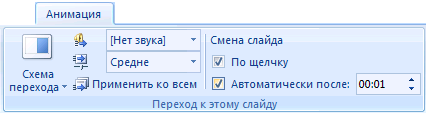 Анимация
Схема перехода
[Нет звука]
Средне
Применить ко всем
Смена слайда
По щелчку
Автоматически после: 00:01
Переход к этому слайду